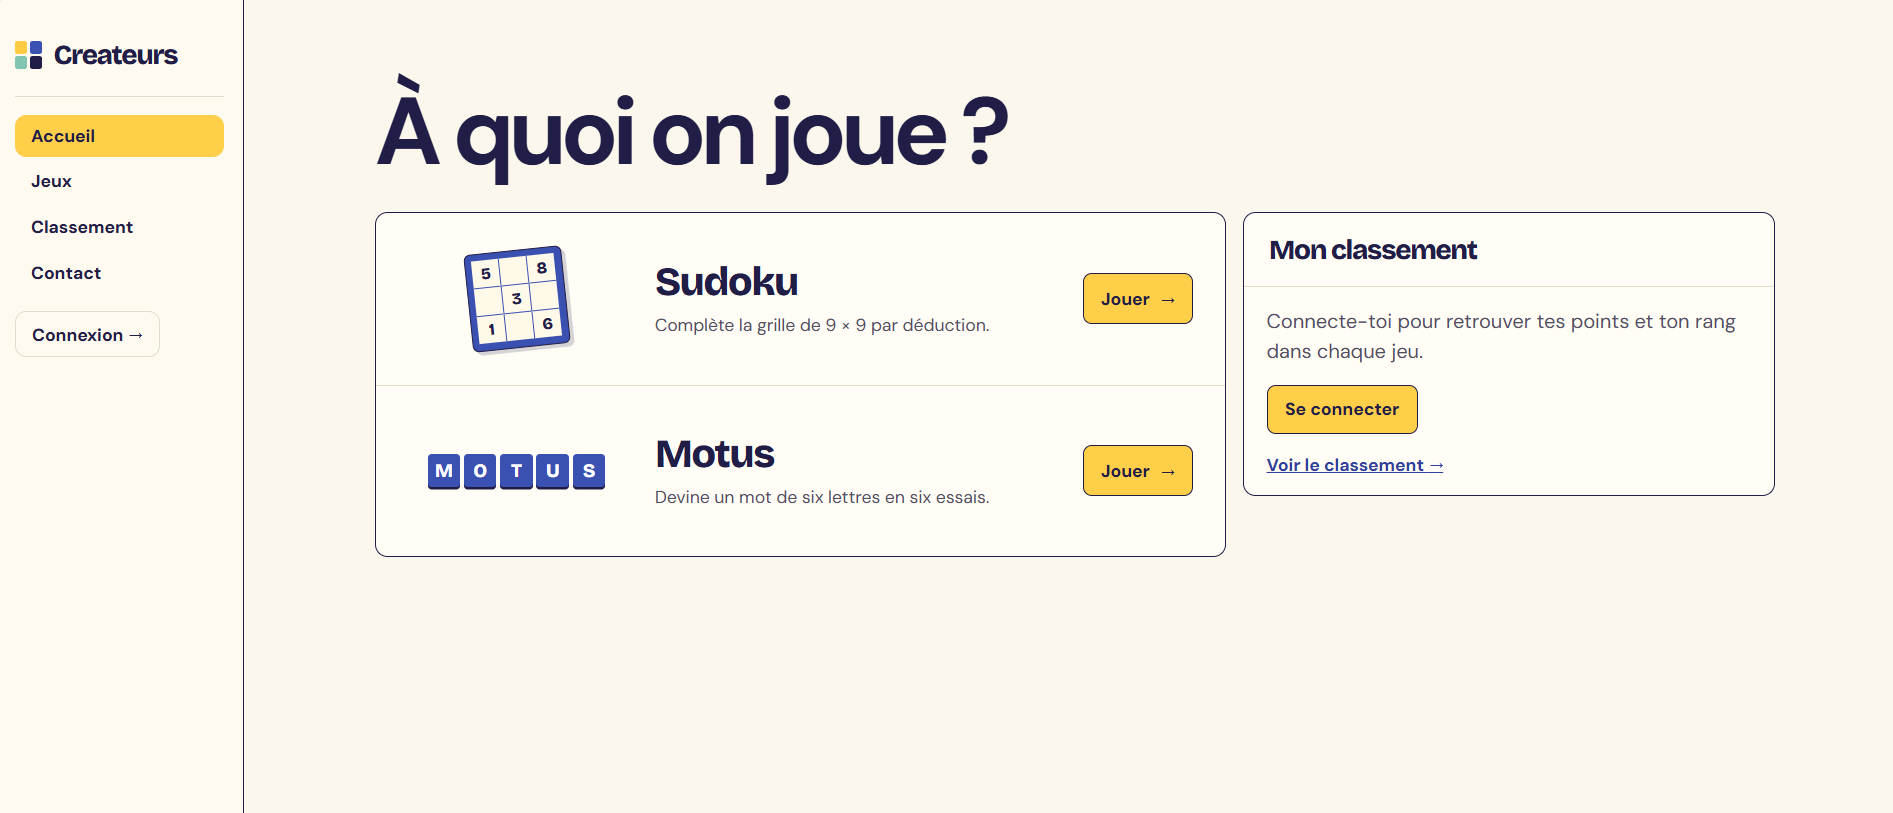 Createurs
Accueil
Jeux
Classement
Contact
Connexion →
À quoi on joue ?
5 8
3
1 6
Sudoku
Complète la grille de 9 × 9 par déduction.
Jouer →
MOTUS
Motus
Devine un mot de six lettres en six essais.
Jouer →
Mon classement
Connecte-toi pour retrouver tes points et ton rang
dans chaque jeu.
Se connecter
Voir le classement →